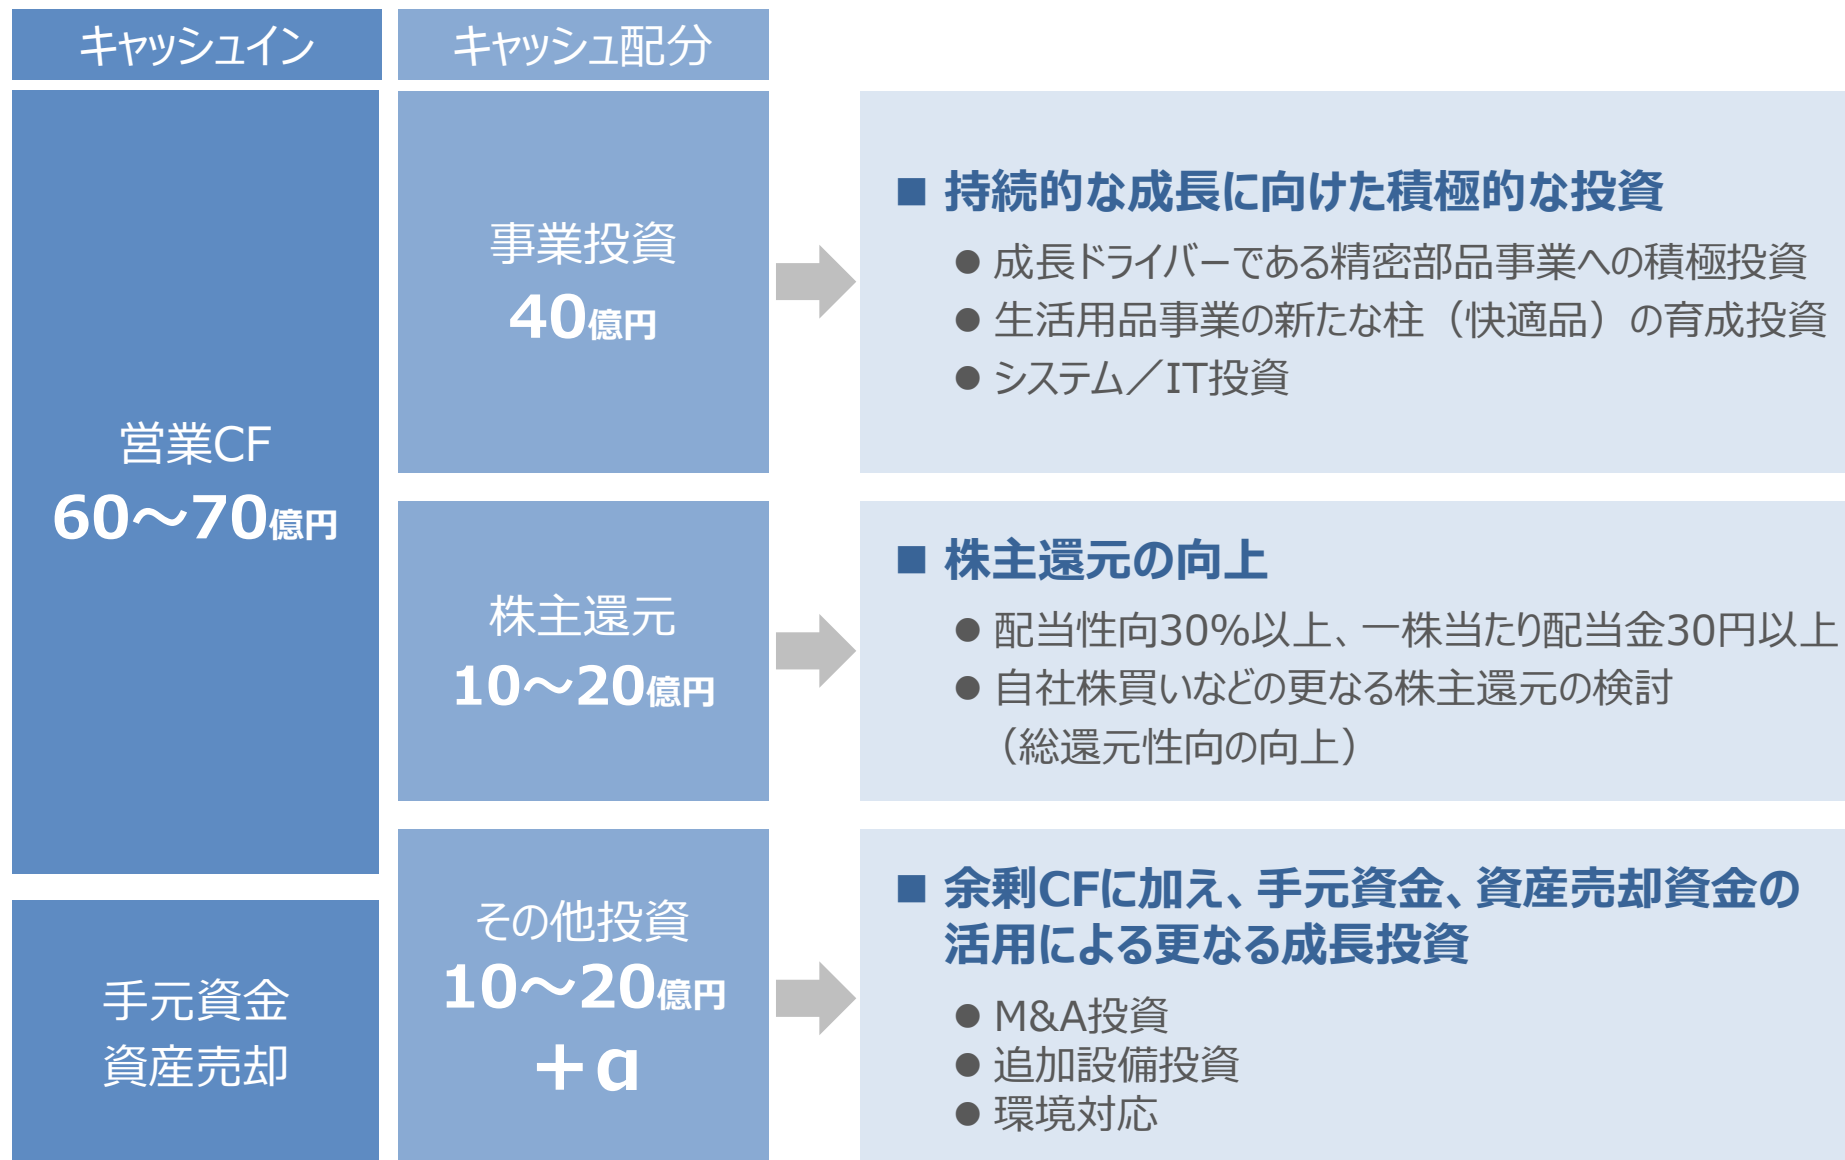 キャッシュイン
キャッシュ配分
営業CF
60～70億円
手元資金
資産売却
事業投資
40億円
■ 持続的な成長に向けた積極的な投資
● 成長ドライバーである精密部品事業への積極投資
● 生活用品事業の新たな柱（快適品）の育成投資
● システム／IT投資
株主還元
10～20億円
■ 株主還元の向上
● 配当性向30%以上、一株当たり配当金30円以上
● 自社株買いなどの更なる株主還元の検討
（総還元性向の向上）
その他投資
10～20億円
＋α
■ 余剰CFに加え、手元資金、資産売却資金の
活用による更なる成長投資
● M&A投資
● 追加設備投資
● 環境対応